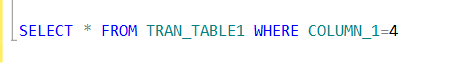 SELECT * FROM TRAN_TABLE1 WHERE COLUMN_1=4